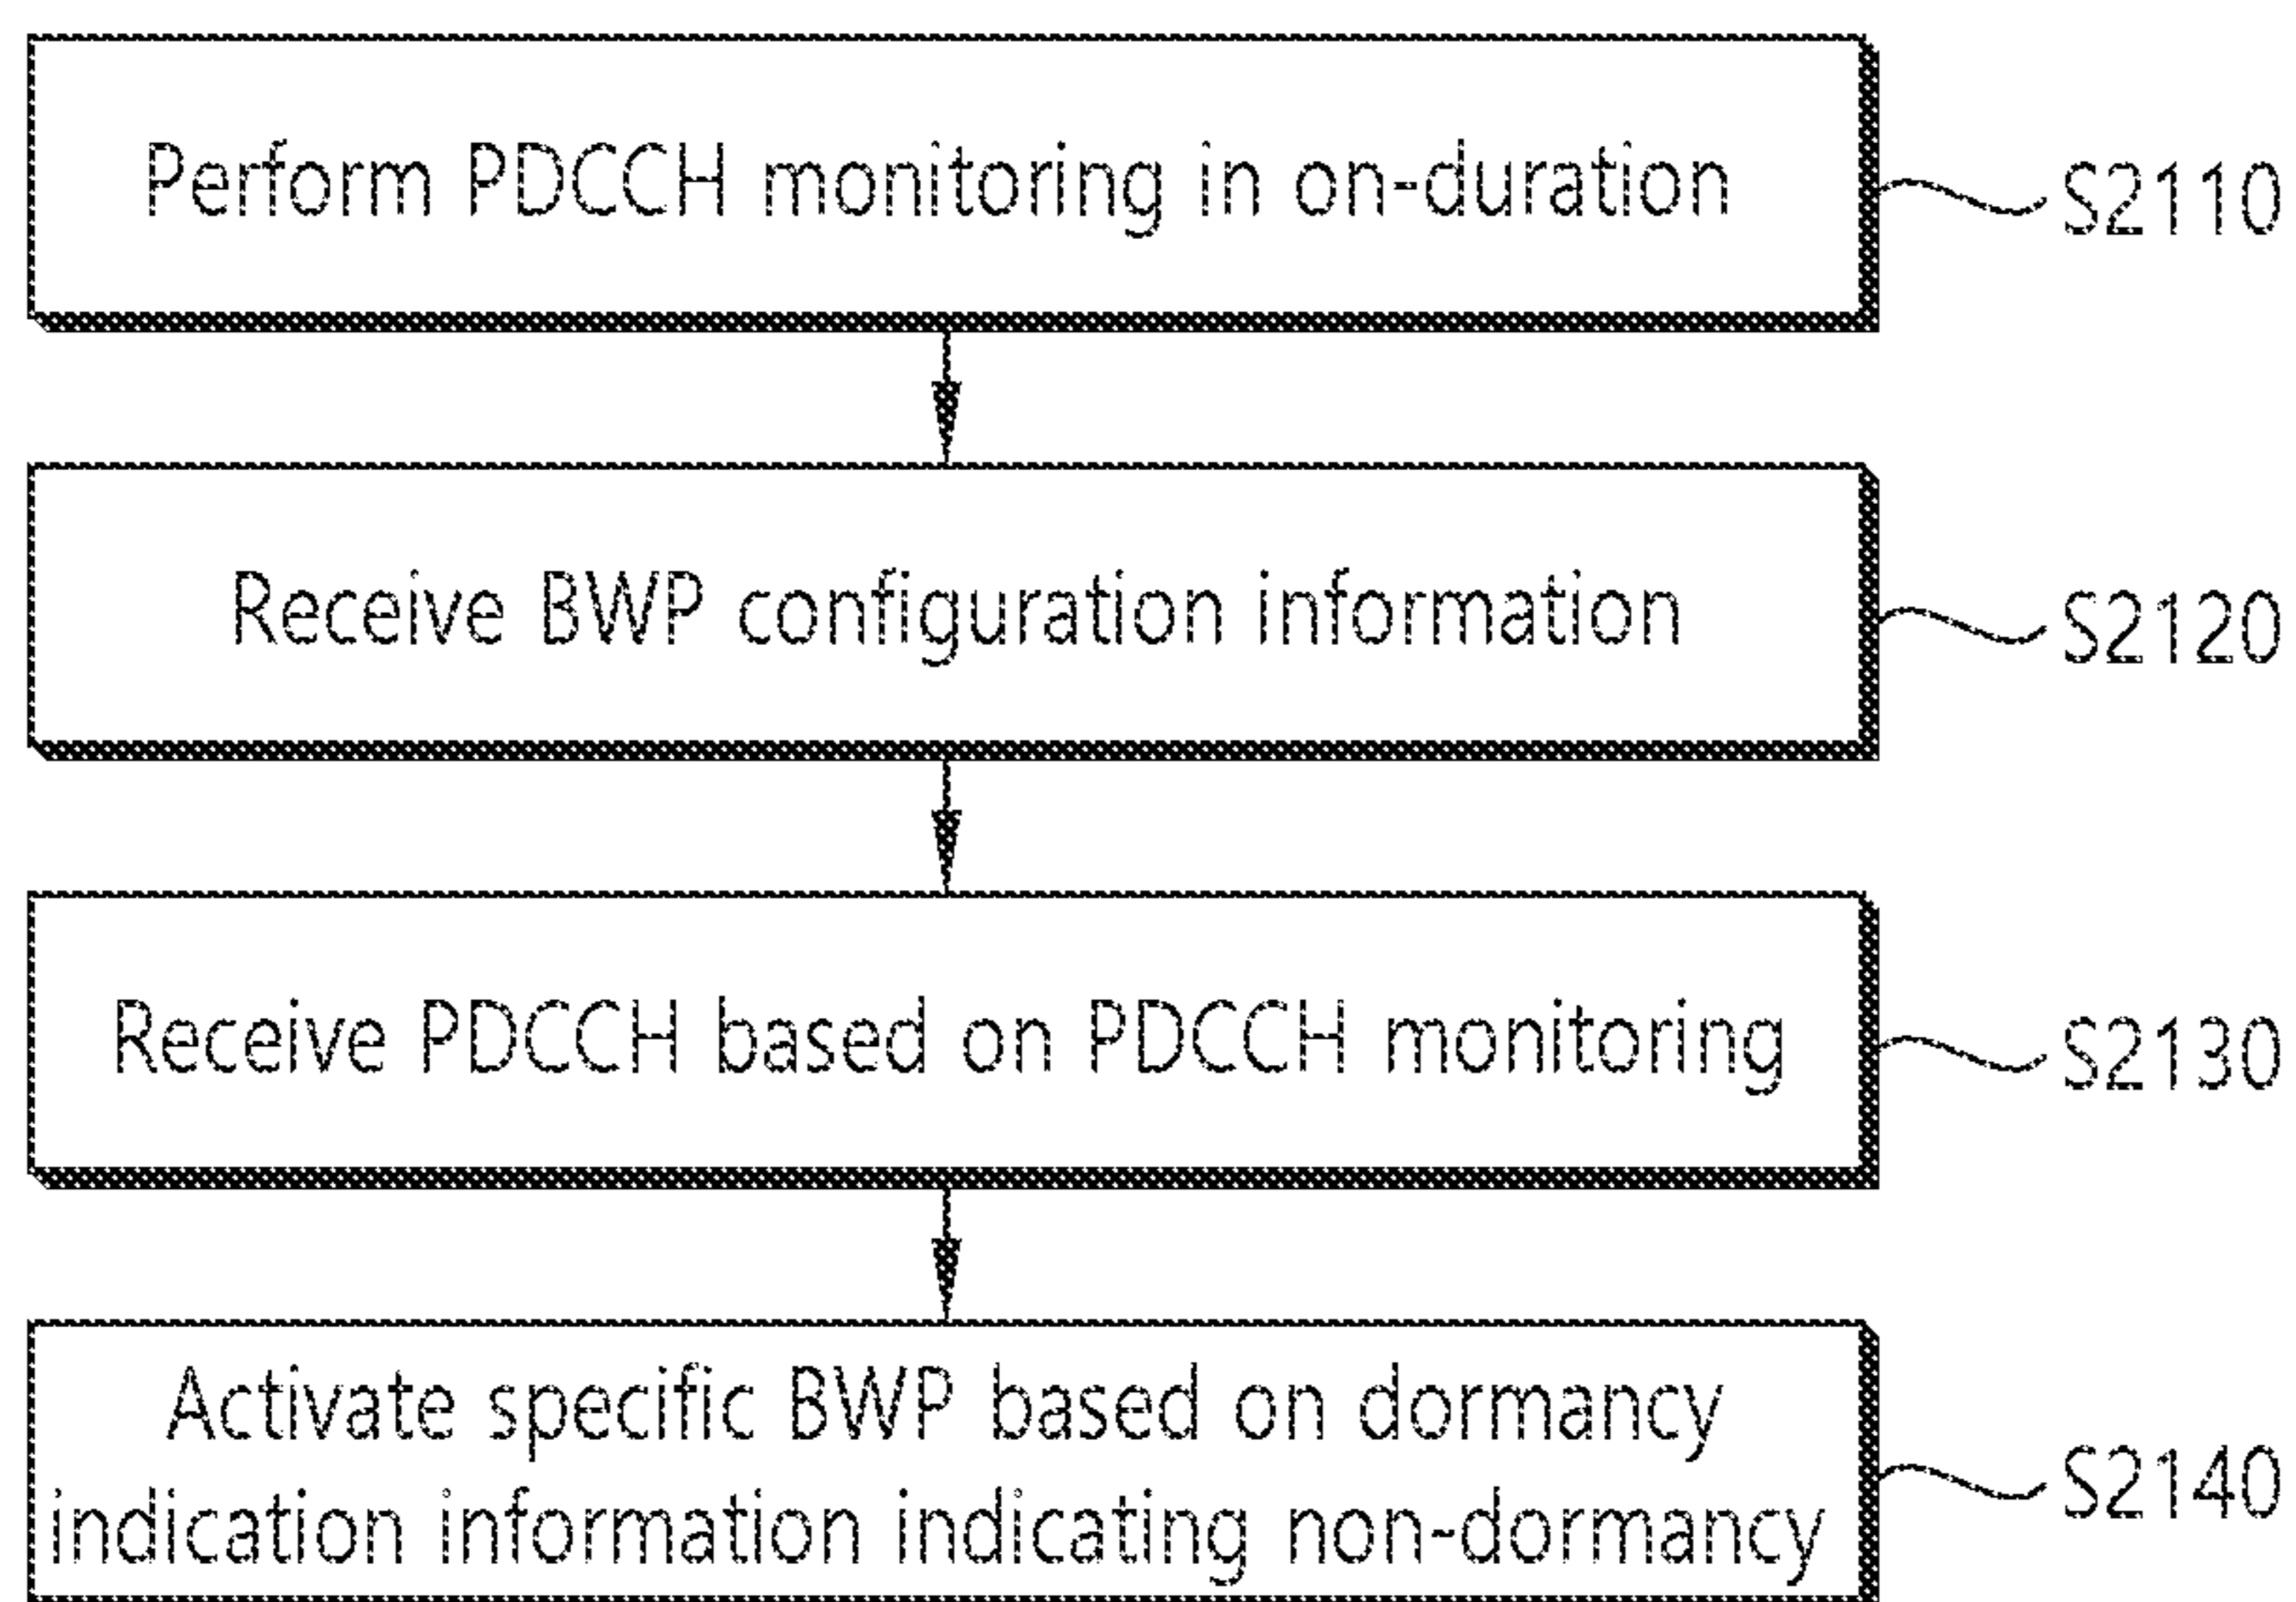 Perform PDCCH monitoring in on-duration
S2110
Receive BWP configuration information
S2120
Receive PDCCH based on PDCCH monitoring
S2130
Activate specific BWP based on dormancy
indication information indicating non-dormancy
S2140